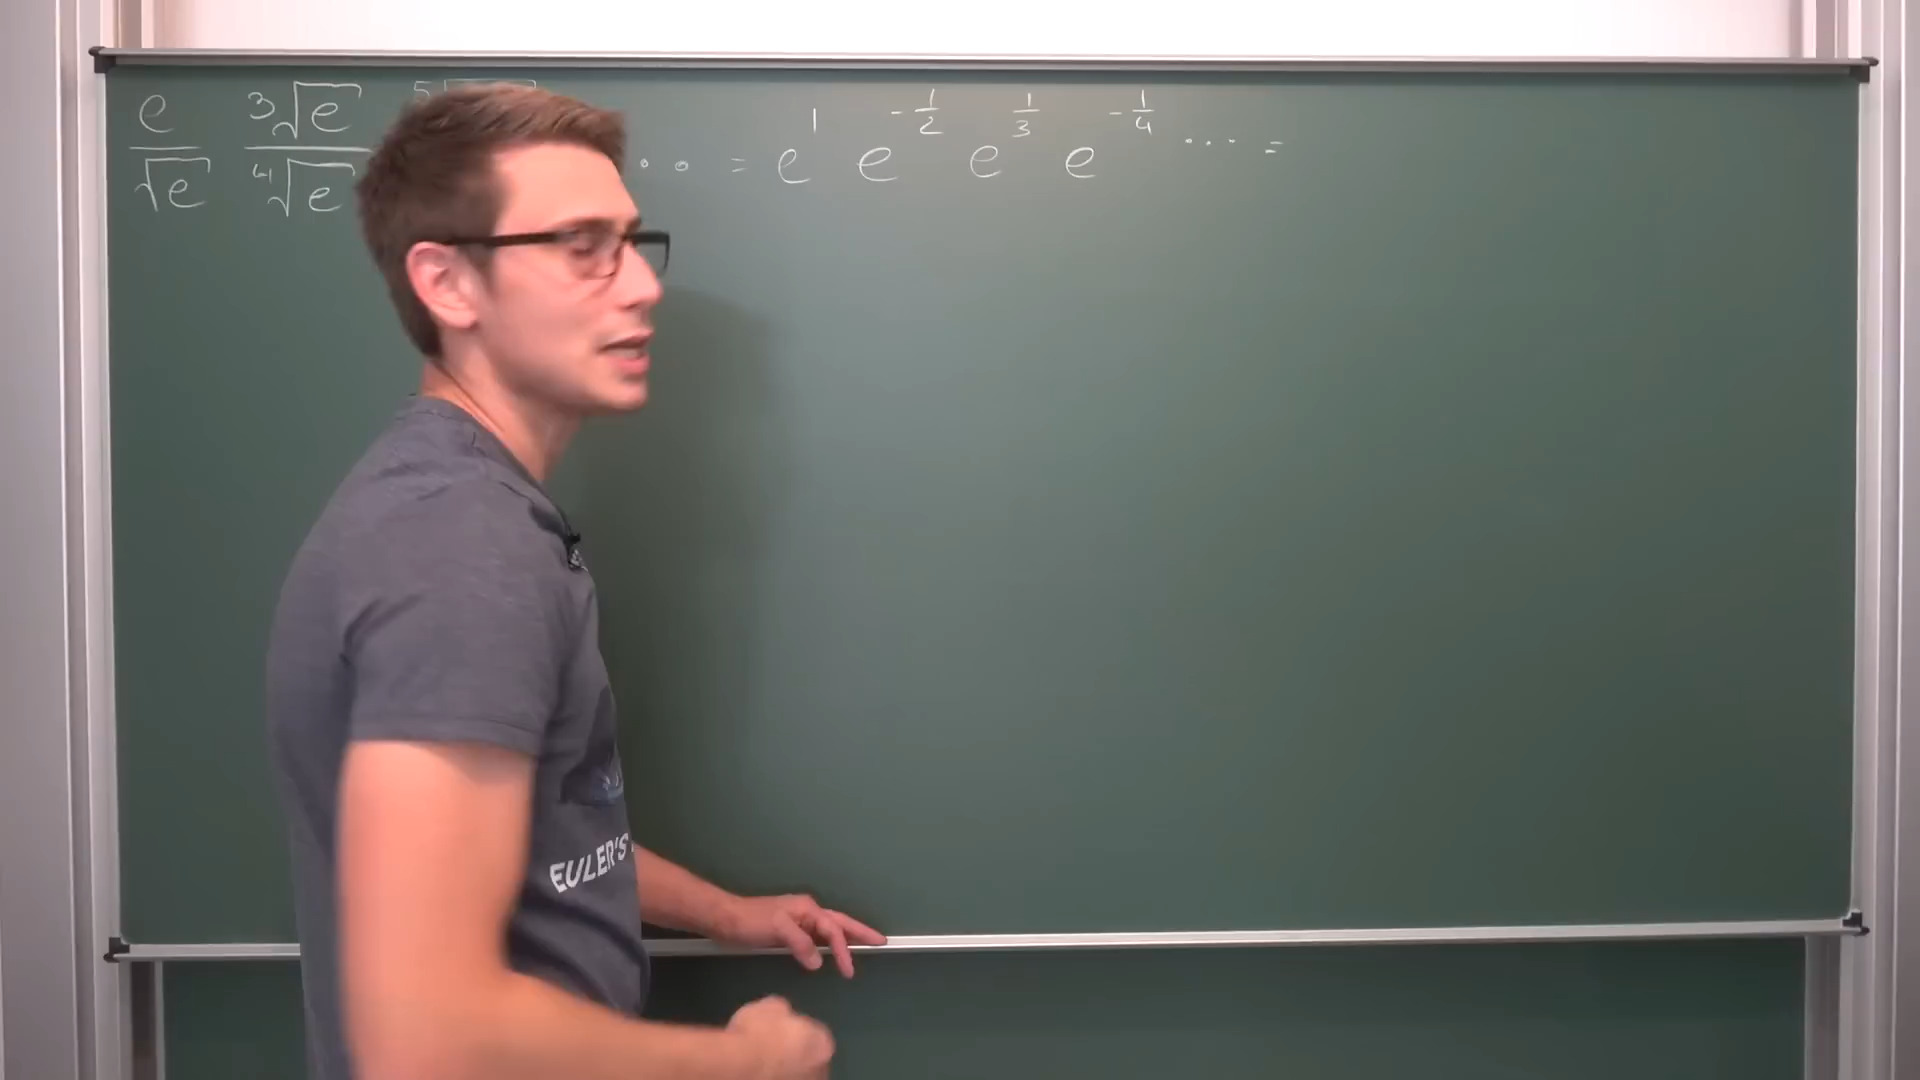 e/√e ³√e/⁴√e ⁵√ ·· = e¹ e^{-1/2} e^{1/3} e^{-1/4} ···· =
EULER'S